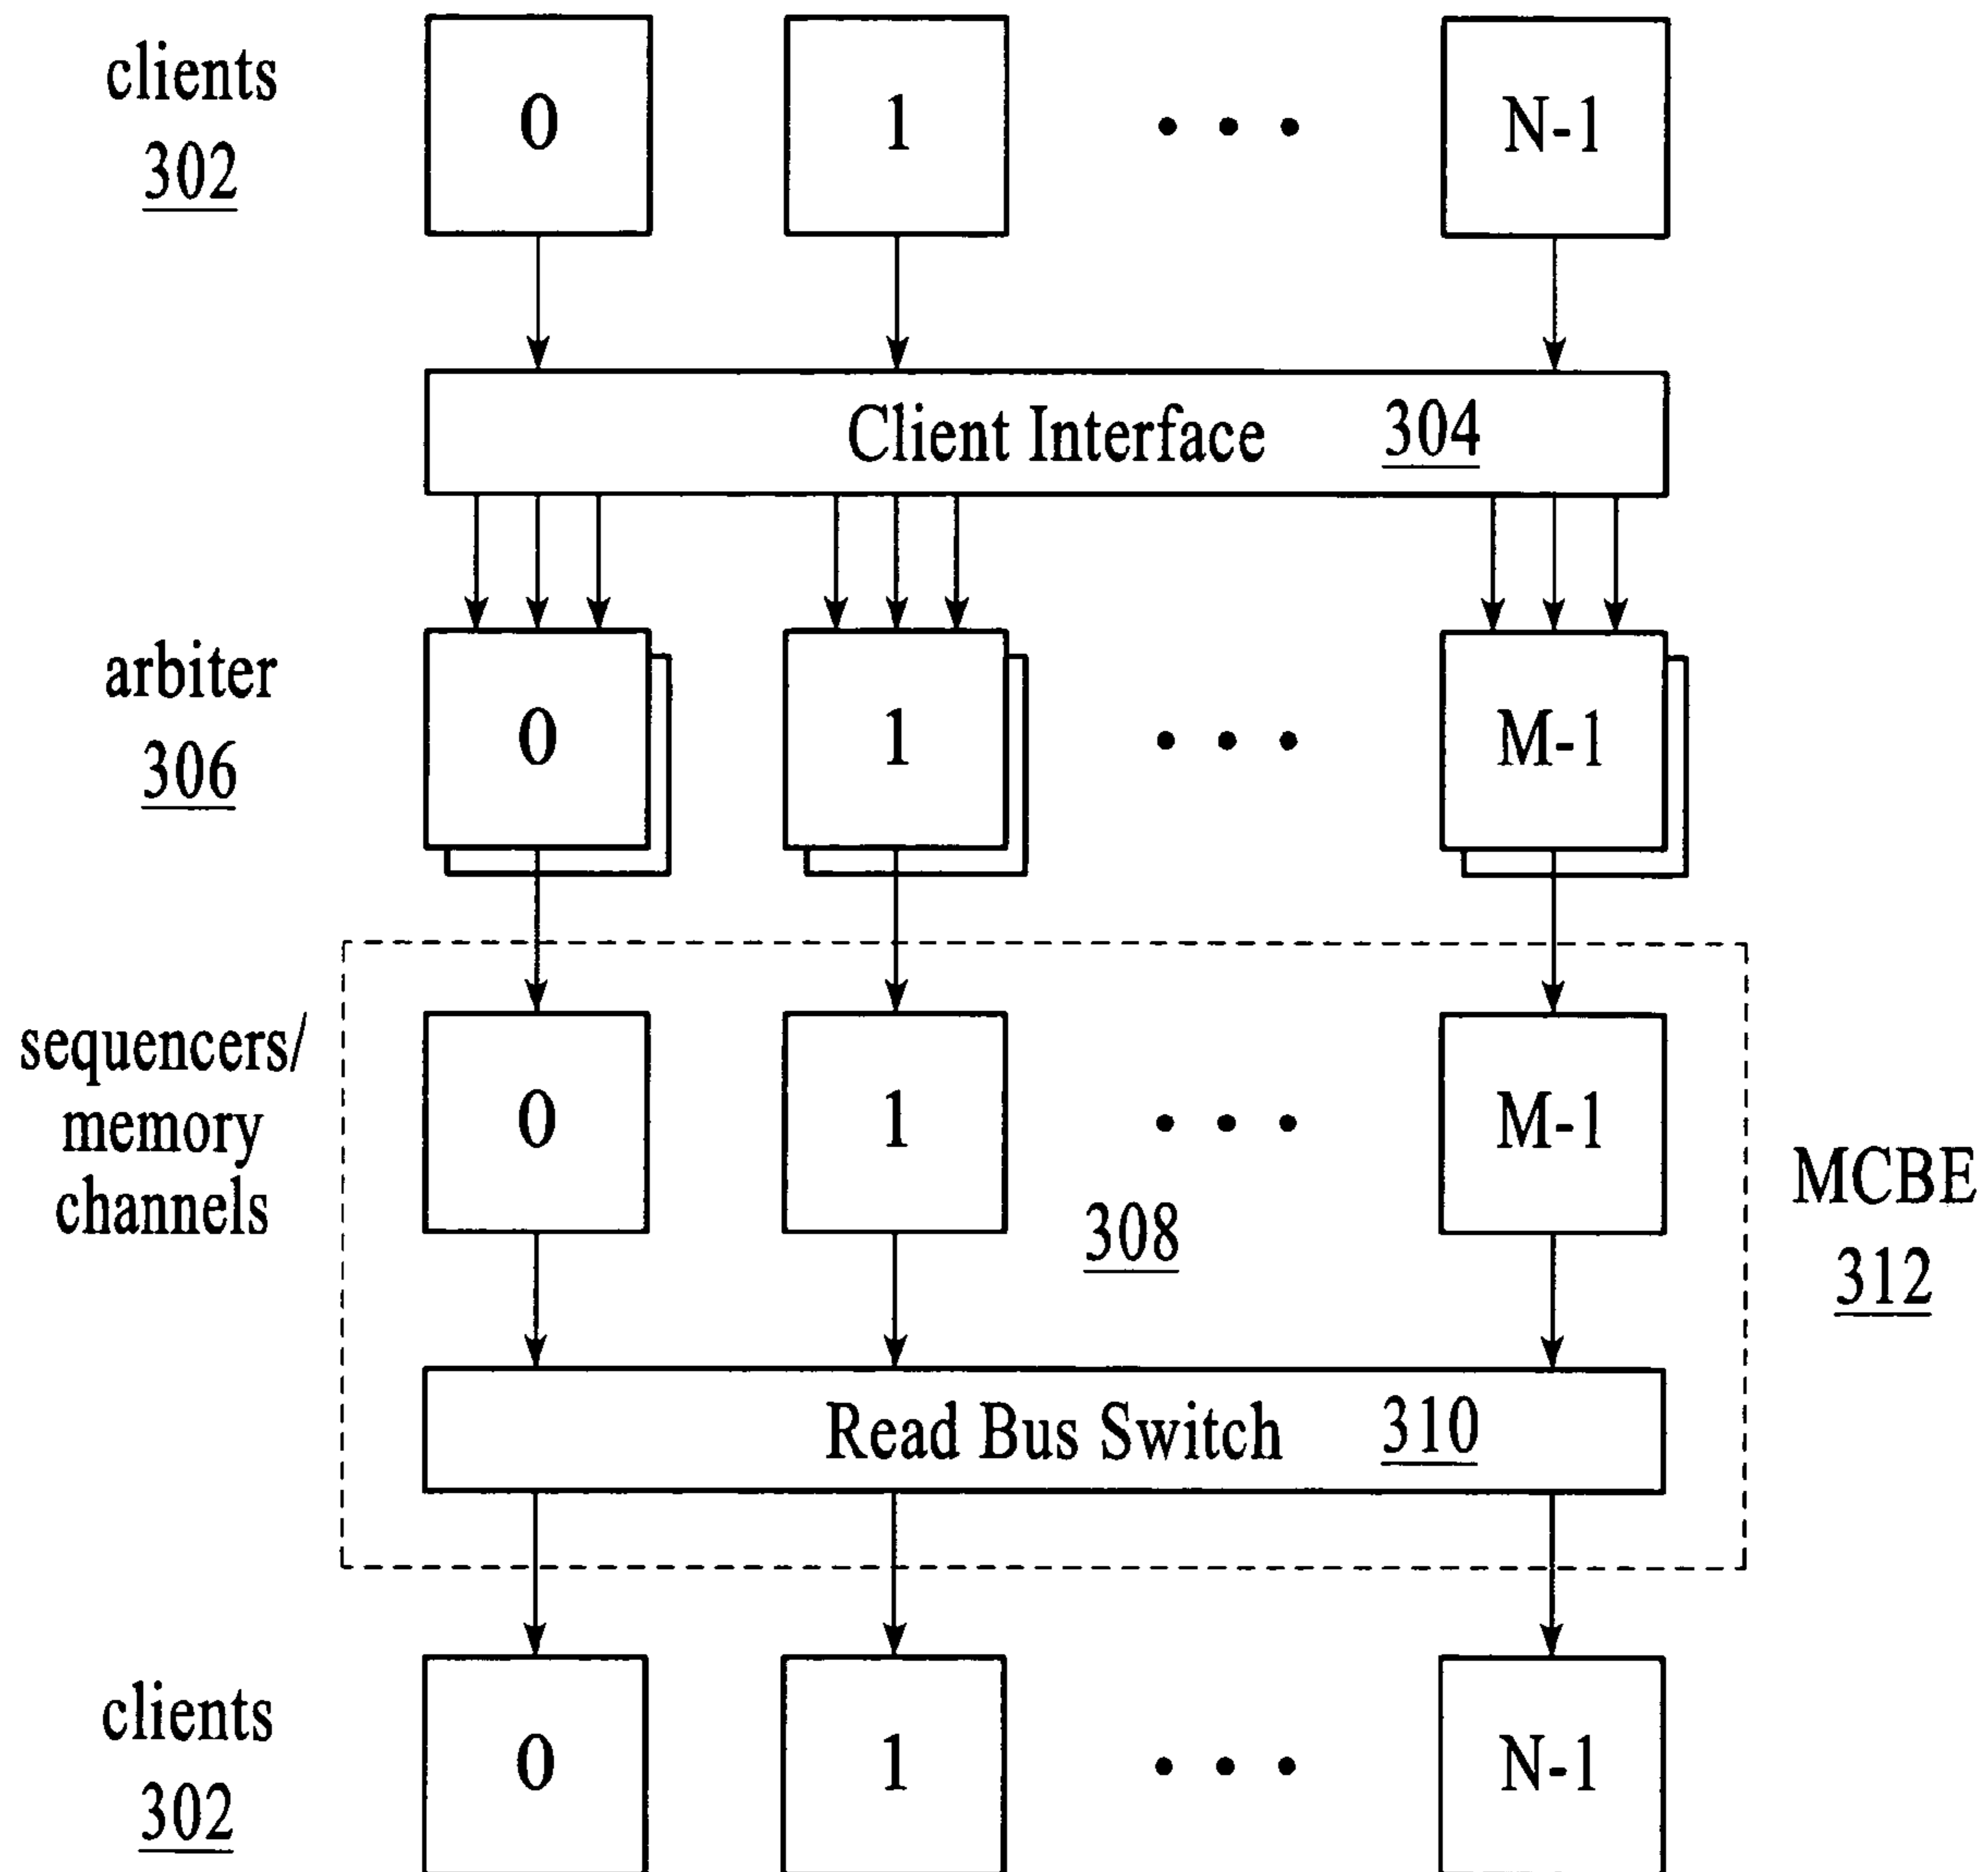 clients
302
0
1
N-1
Client Interface 304
arbiter
306
0
1
M-1
sequencers/
memory
channels
0
1
M-1
308
MCBE
312
Read Bus Switch 310
clients
302
0
1
N-1